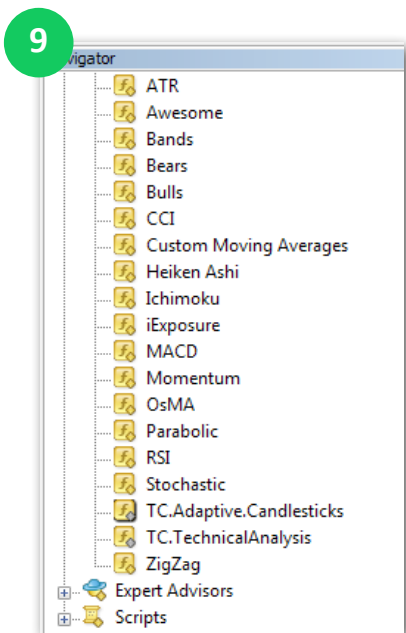 9
vigator
ATR
Awesome
Bands
Bears
Bulls
CCI
Custom Moving Averages
Heiken Ashi
Ichimoku
iExposure
MACD
Momentum
OsMA
Parabolic
RSI
Stochastic
TC.Adaptive.Candlesticks
TC.TechnicalAnalysis
ZigZag
Expert Advisors
Scripts